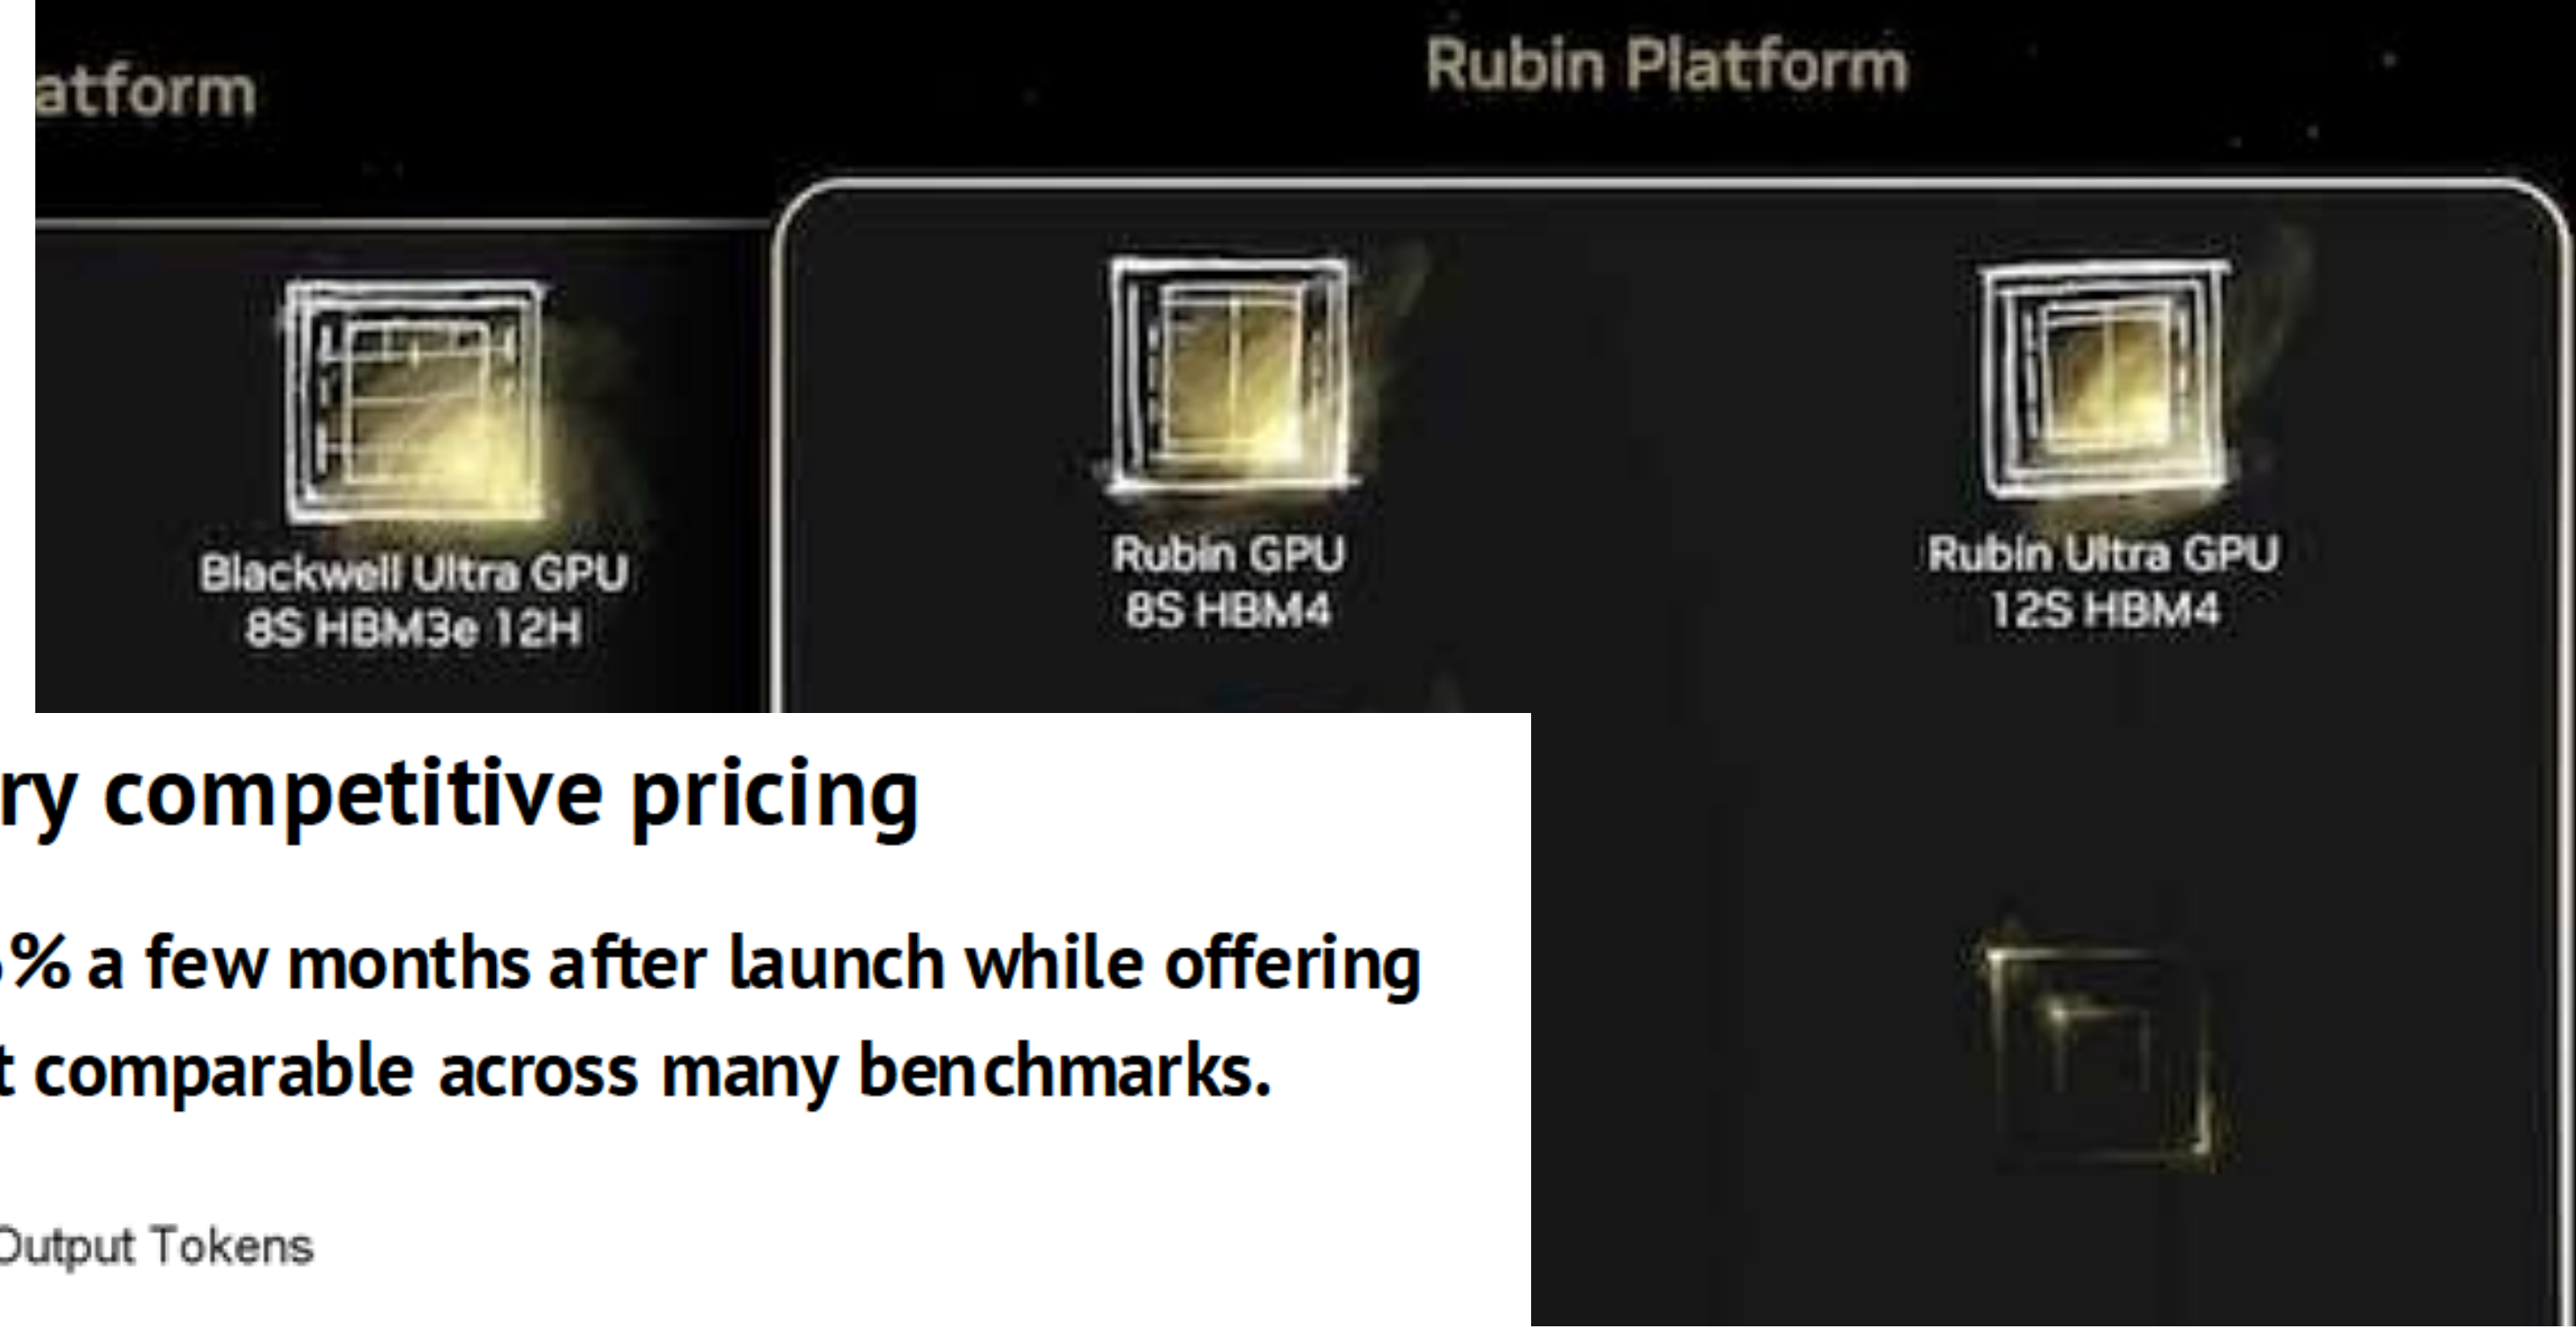 atform
Rubin Platform
Blackwell Ultra GPU
8S HBM3e 12H
Rubin GPU
8S HBM4
Rubin Ultra GPU
12S HBM4
ry competitive pricing
% a few months after launch while offering
t comparable across many benchmarks.
Output Tokens